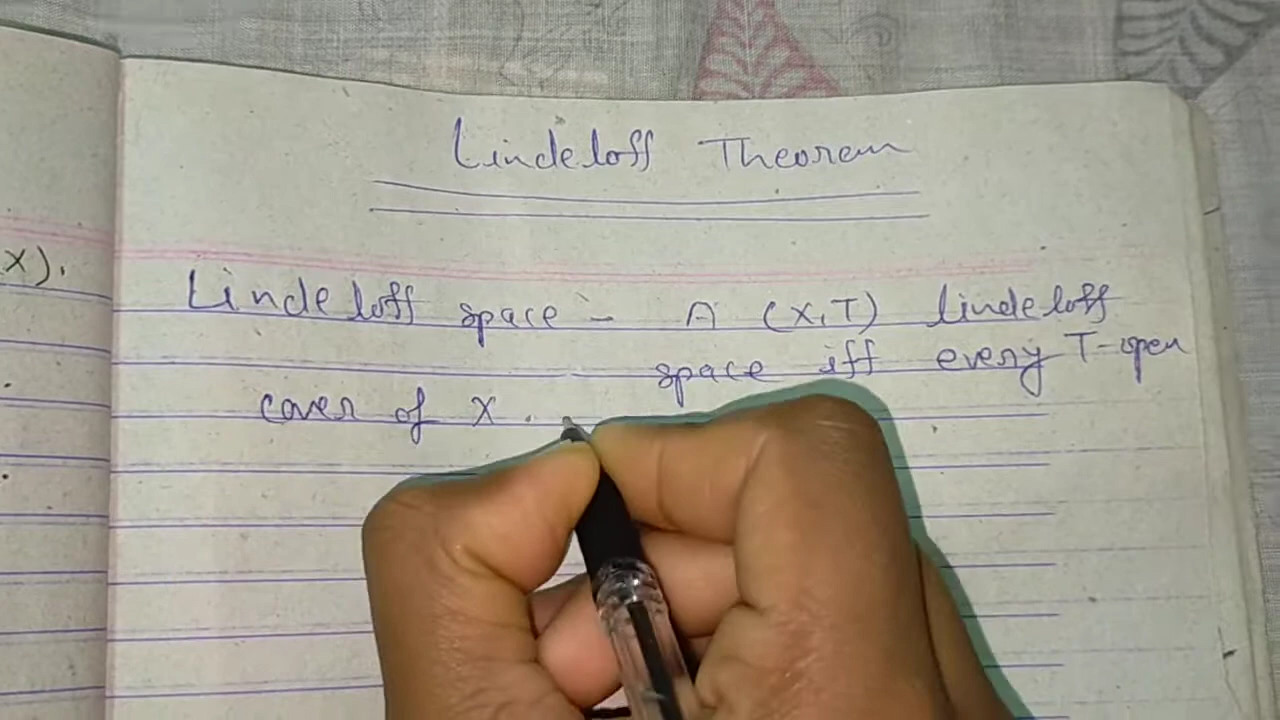 Lindeloff Theorem
x).
Lindeloff space :- A (X,T) lindeloff
space iff every T-open
cover of X .